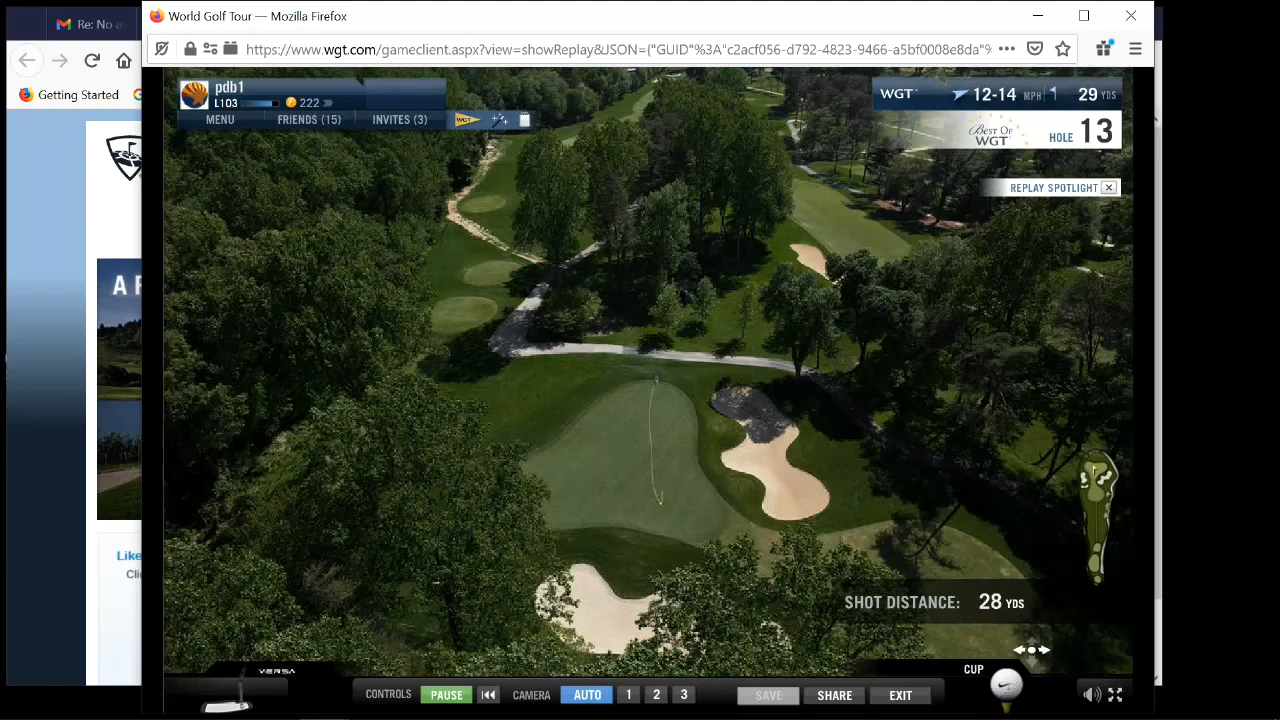 World Golf Tour — Mozilla Firefox
Re: No a
https://www.wgt.com/gameclient.aspx?view=showReplay&JSON={"GUID"%3A"c2acf056-d792-4823-9466-a5bf0008e8da"%
Getting Started
pdb1
L103 222
MENU FRIENDS (15) INVITES (3) WGT
WGT 12-14 MPH 29 YDS
BEST OF WGT HOLE 13
REPLAY SPOTLIGHT
A F
Like
Clic
SHOT DISTANCE: 28 YDS
VERSA
CUP
CONTROLS PAUSE CAMERA AUTO 1 2 3 SAVE SHARE EXIT